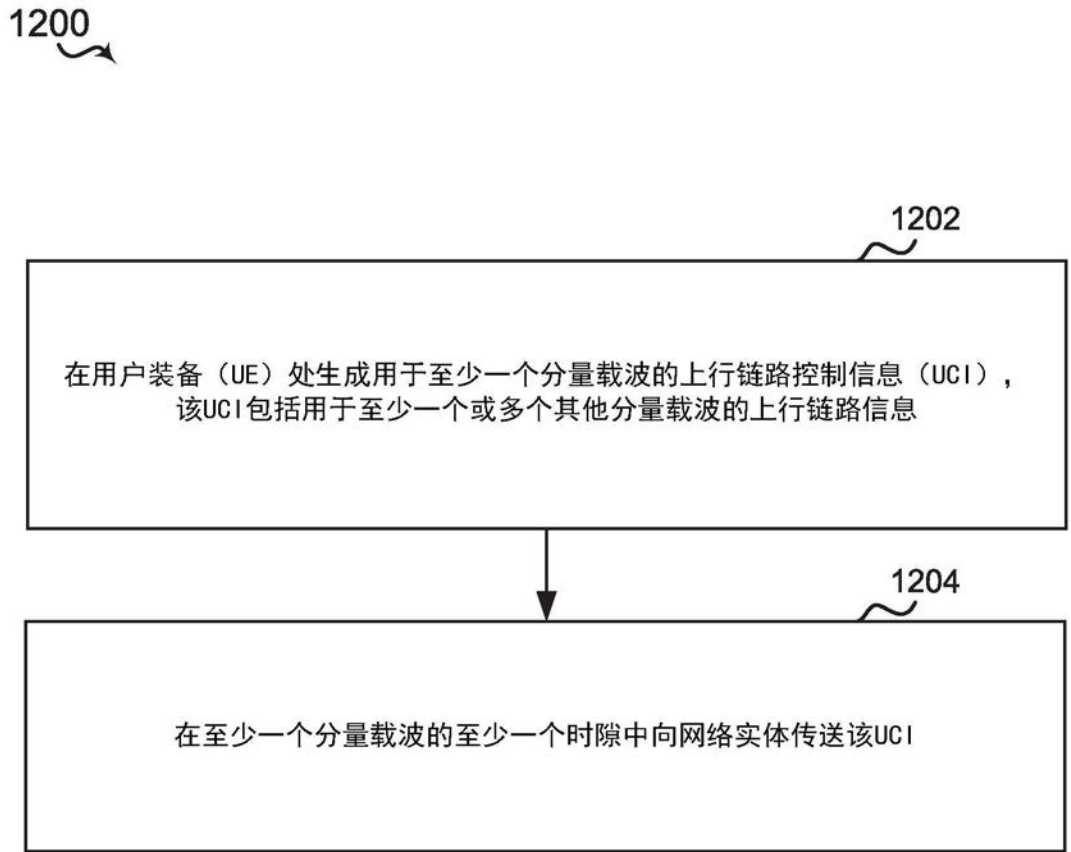 1200
1202
在用户装备（UE）处生成用于至少一个分量载波的上行链路控制信息（UCI），
该UCI包括用于至少一个或多个其他分量载波的上行链路信息
1204
在至少一个分量载波的至少一个时隙中向网络实体传送该UCI